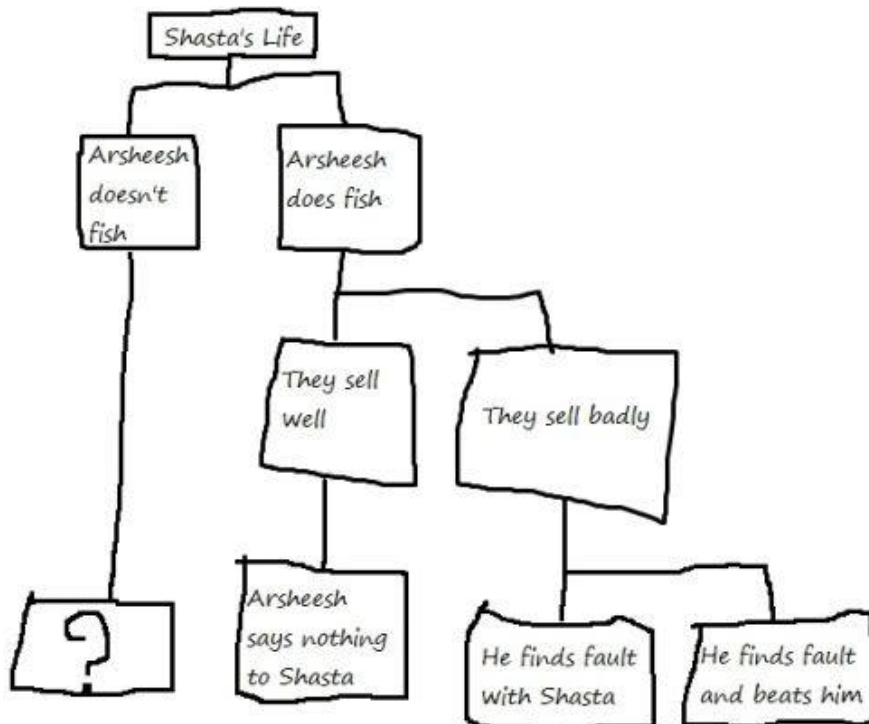 Shasta's Life
Arsheesh
doesn't
fish
Arsheesh
does fish
They sell
well
They sell badly
?
Arsheesh
says nothing
to Shasta
He finds fault
with Shasta
He finds fault
and beats him